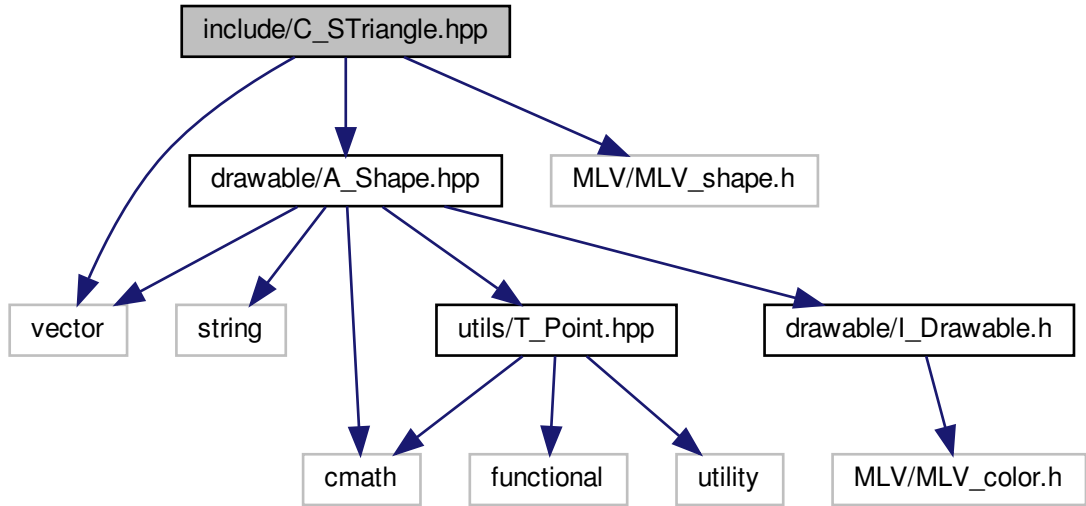 include/C_STriangle.hpp
drawable/A_Shape.hpp
MLV/MLV_shape.h
vector
string
utils/T_Point.hpp
drawable/I_Drawable.h
cmath
functional
utility
MLV/MLV_color.h